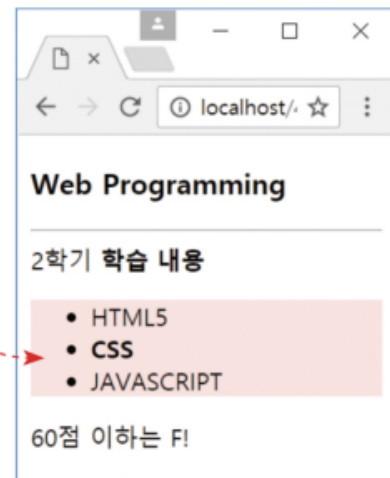 localhost/
Web Programming
2학기 학습 내용
HTML5
CSS
JAVASCRIPT
60점 이하는 F!